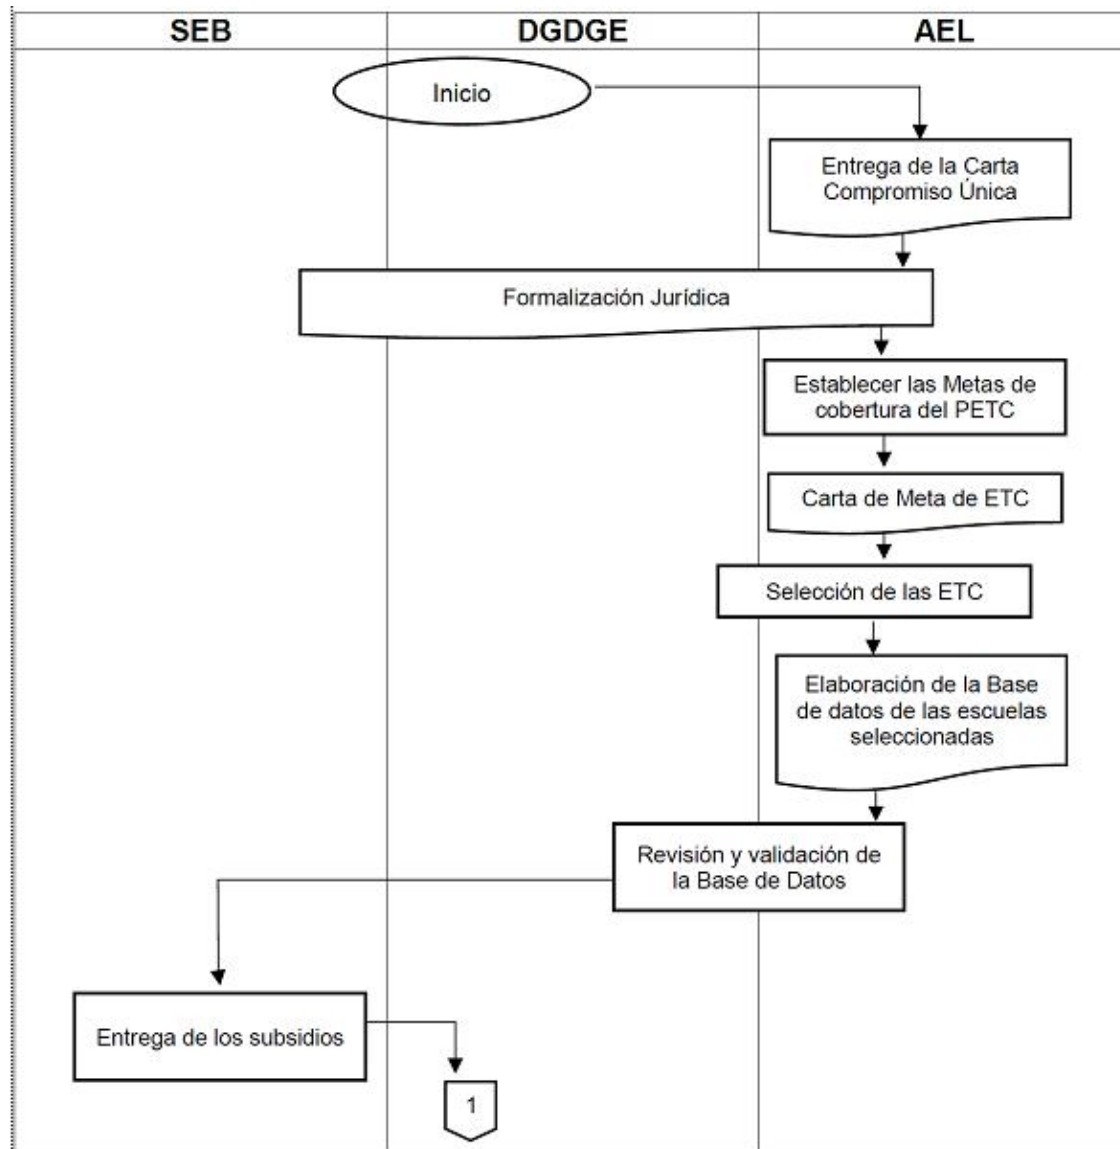 SEB
DGDGE
AEL
Inicio
Entrega de la Carta
Compromiso Única
Formalización Jurídica
Establecer las Metas de
cobertura del PETC
Carta de Meta de ETC
Selección de las ETC
Elaboración de la Base
de datos de las escuelas
seleccionadas
Revisión y validación de
la Base de Datos
Entrega de los subsidios
1